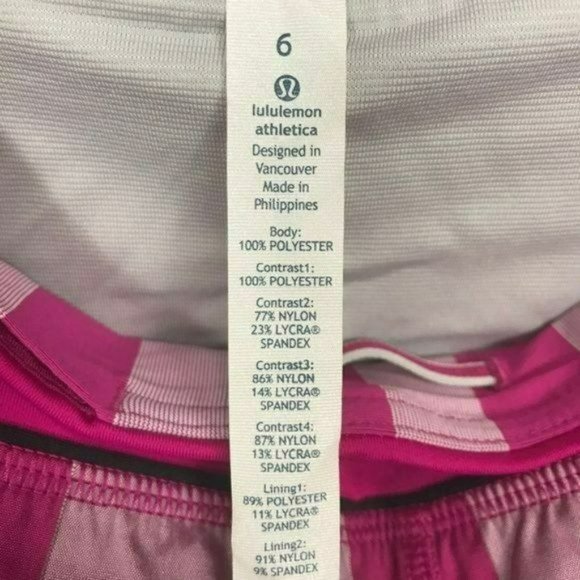 6
lululemon
athletica
Designed in
Vancouver
Made in
Philippines
Body:
100% POLYESTER
Contrast1:
100% POLYESTER
Contrast2:
77% NYLON
23% LYCRA®
SPANDEX
Contrast3:
86% NYLON
14% LYCRA®
SPANDEX
Contrast4:
87% NYLON
13% LYCRA®
SPANDEX
Lining1:
89% POLYESTER
11% LYCRA®
SPANDEX
Lining2:
91% NYLON
9% SPANDEX